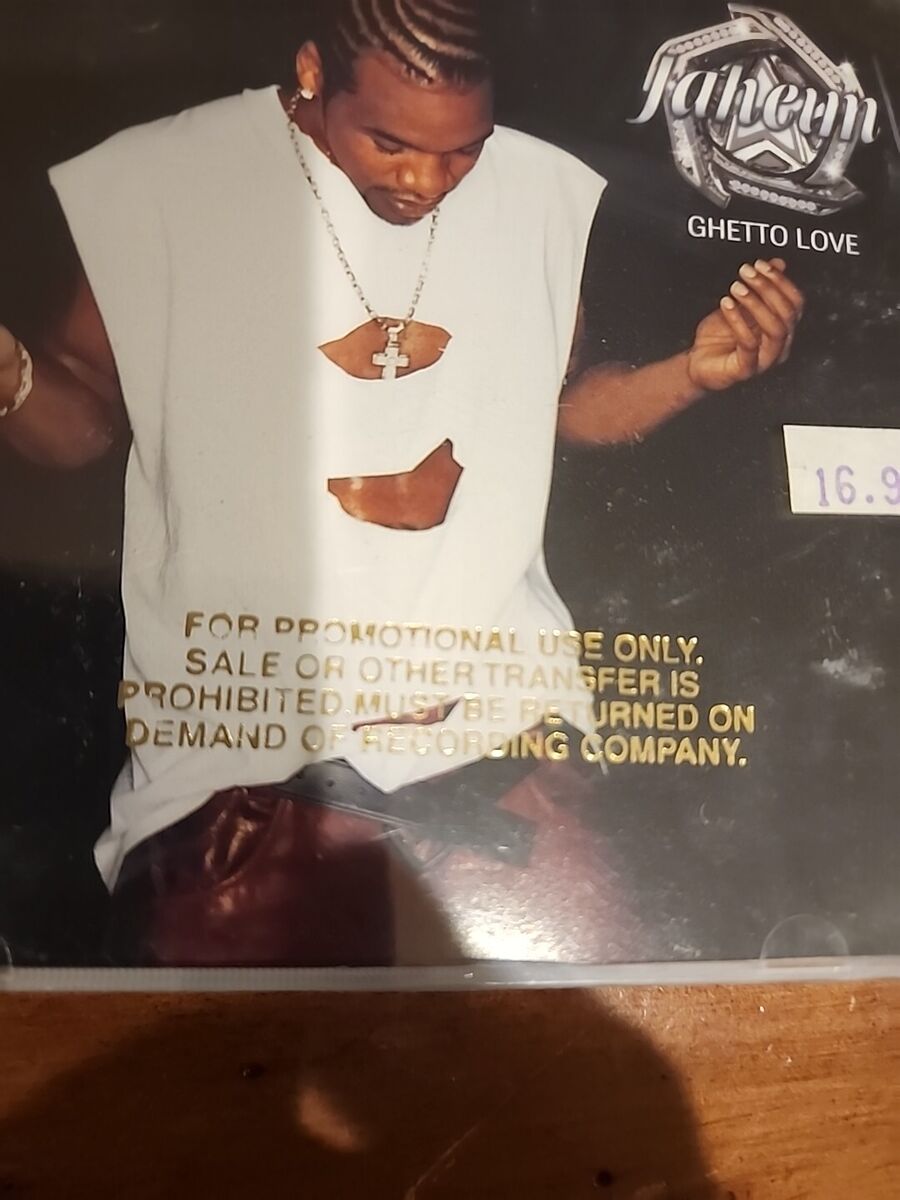 Jaheim
GHETTO LOVE
16.9
FOR PROMOTIONAL USE ONLY.
SALE OR OTHER TRANSFER IS
PROHIBITED.MUST BE RETURNED ON
DEMAND OF RECORDING COMPANY.